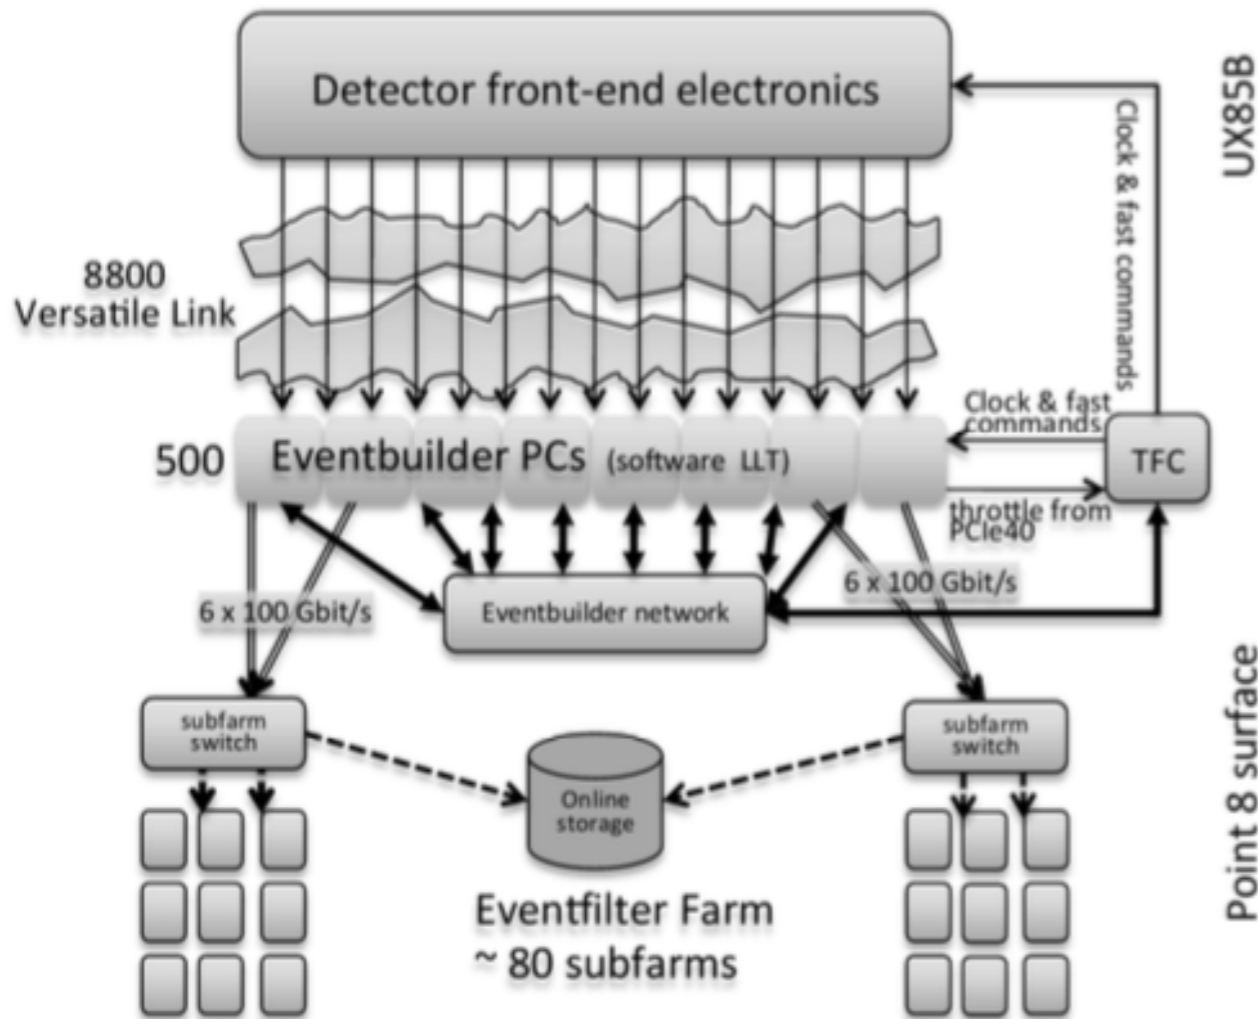 Detector front-end electronics
UX85B
Clock & fast commands
8800
Versatile Link
Clock & fast
commands
500
Eventbuilder PCs (software LLT)
TFC
throttle from
PCIe40
6 x 100 Gbit/s
6 x 100 Gbit/s
Eventbuilder network
Point 8 surface
subfarm
switch
subfarm
switch
Online
storage
Eventfilter Farm
~ 80 subfarms